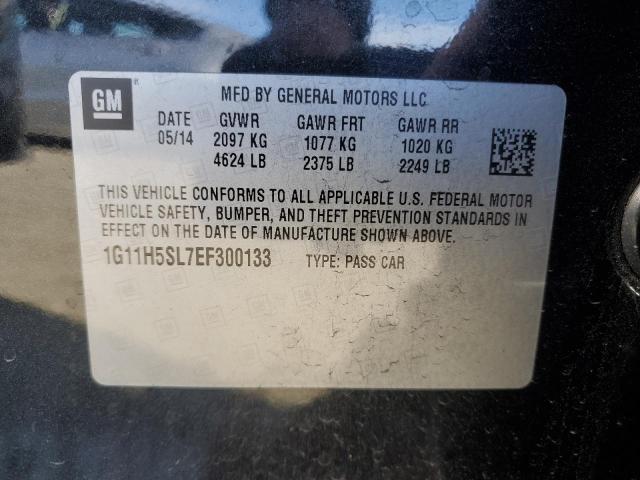 GM ® MFD BY GENERAL MOTORS LLC
DATE GVWR GAWR FRT GAWR RR
05/14 2097 KG 1077 KG 1020 KG
4624 LB 2375 LB 2249 LB
THIS VEHICLE CONFORMS TO ALL APPLICABLE U.S. FEDERAL MOTOR
VEHICLE SAFETY, BUMPER, AND THEFT PREVENTION STANDARDS IN
EFFECT ON THE DATE OF MANUFACTURE SHOWN ABOVE.
1G11H5SL7EF300133 TYPE: PASS CAR